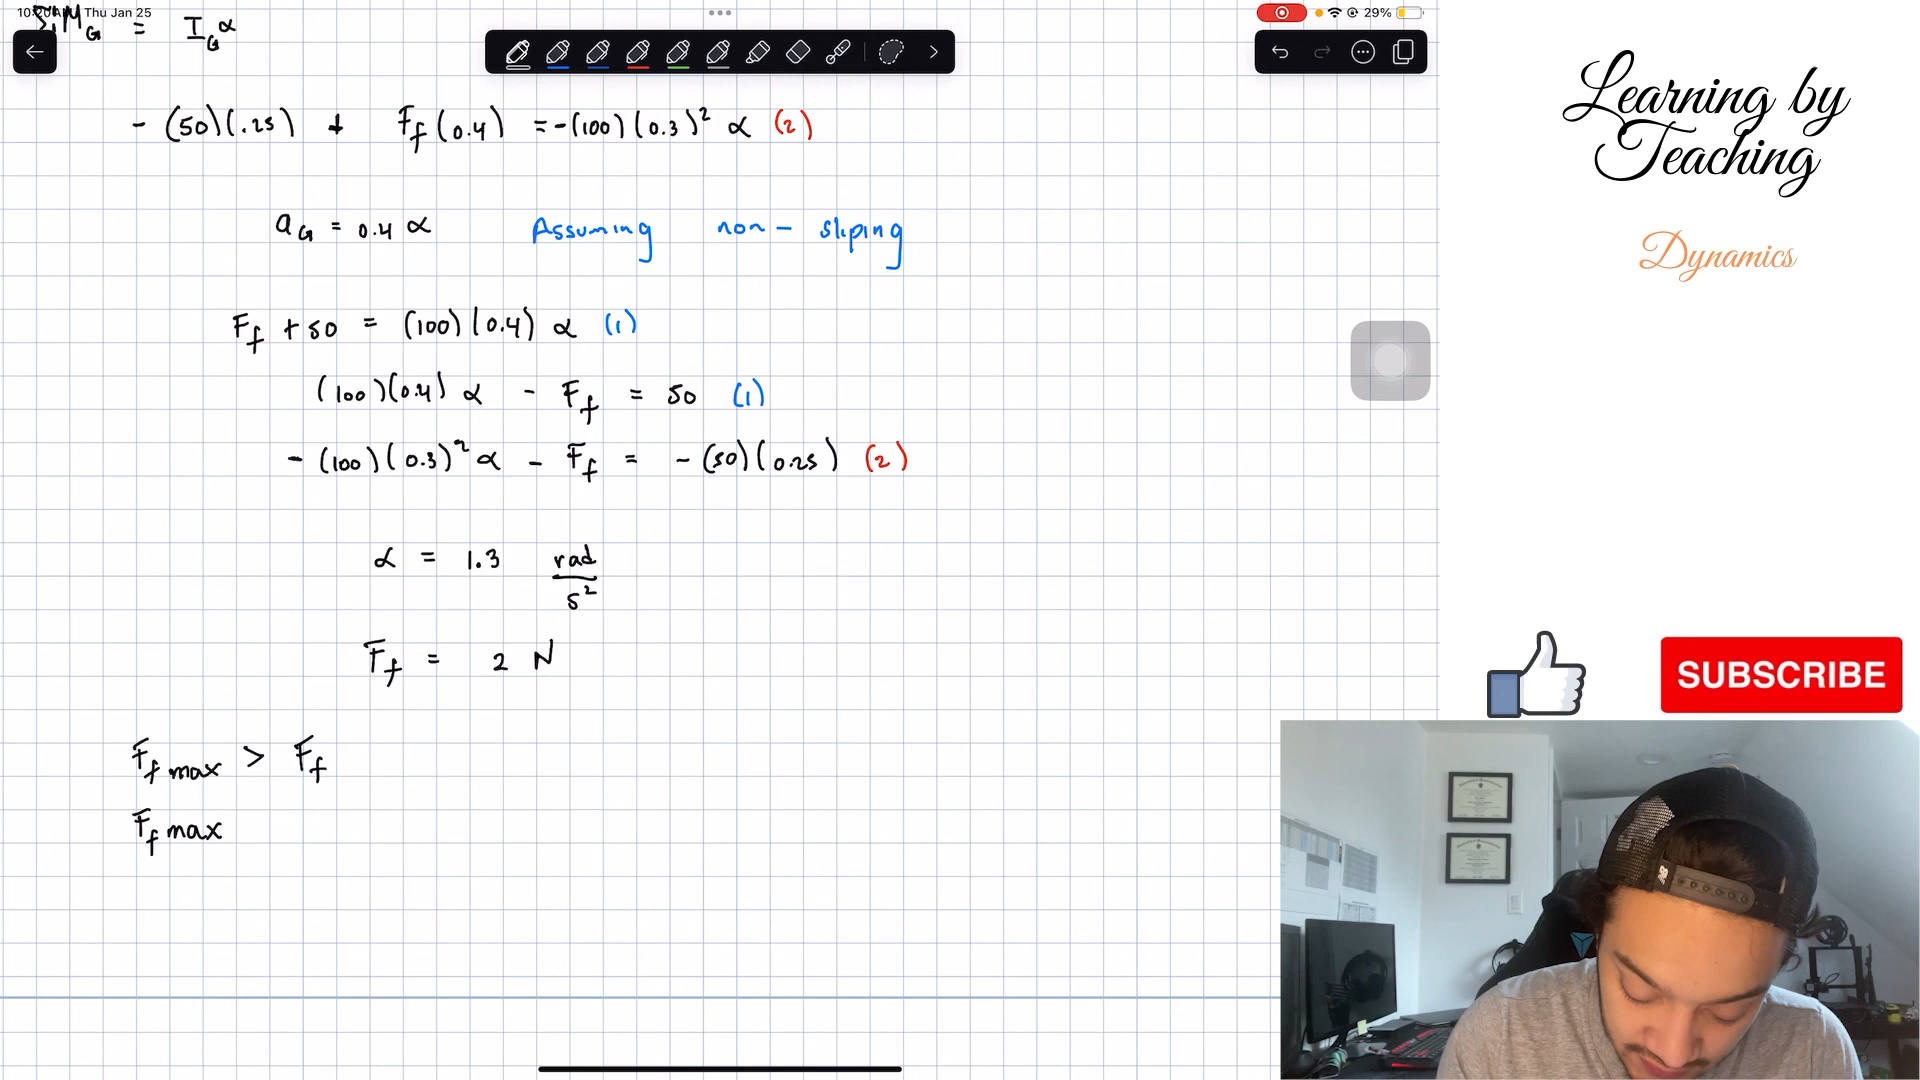 10:20 AM Thu Jan 25
29%
ΣM_G = I_G α
- (50)(.25) + F_f (0.4) = -(100)(0.3)² α (2)
a_G = 0.4 α Assuming non- sliping
F_f + 50 = (100)(0.4) α (1)
(100)(0.4) α - F_f = 50 (1)
- (100)(0.3)² α - F_f = - (50)(0.25) (2)
α = 1.3 rad/s²
F_f = 2 N
F_f max > F_f
F_f max
Learning by
Teaching
Dynamics
SUBSCRIBE